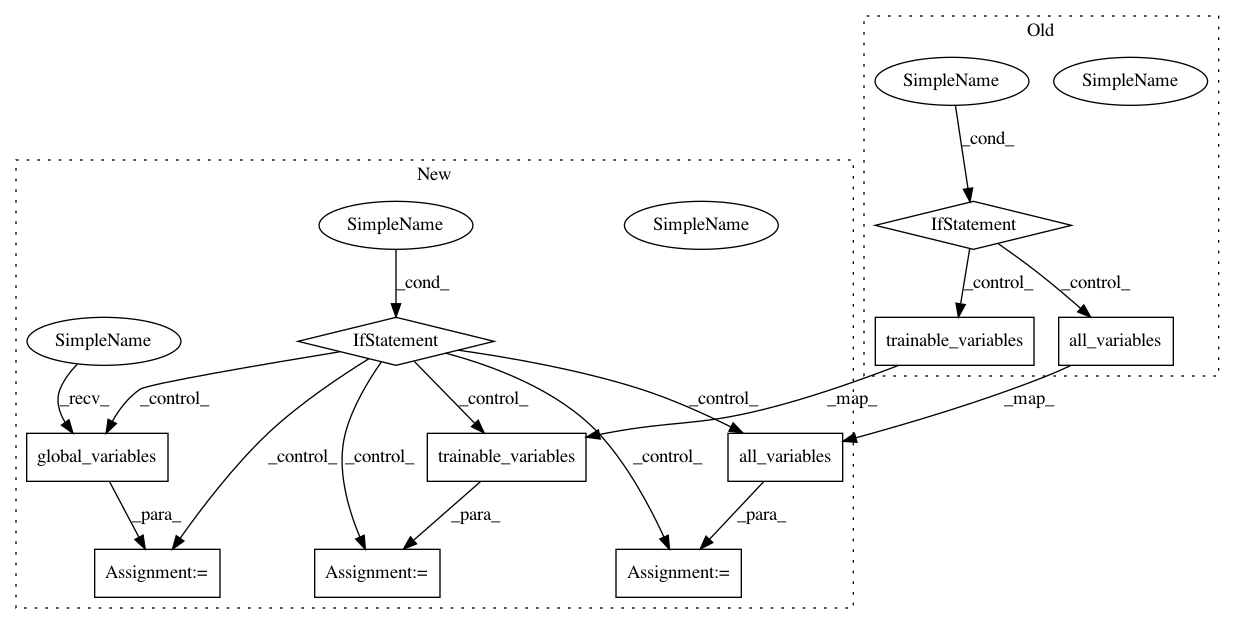 Old
SimpleName
SimpleName
_cond_
New
SimpleName
SimpleName
IfStatement
_cond_
_control_
_control_
SimpleName
IfStatement
trainable_variables
all_variables
_recv_
_control_
_control_
_control_
_map_
_map_
global_variables
_control_
_control_
trainable_variables
_control_
all_variables
_para_
_para_
_para_
Assignment:=
Assignment:=
Assignment:=